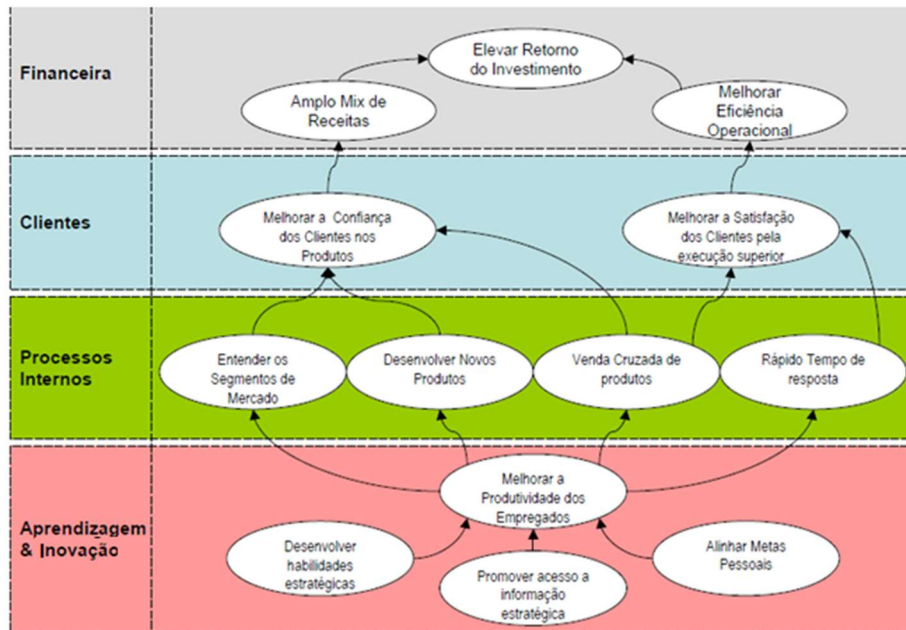 Financeira
Elevar Retorno
do Investimento
Amplo Mix de
Receitas
Melhorar
Eficiência
Operacional
Clientes
Melhorar a Confiança
dos Clientes nos
Produtos
Melhorar a Satisfação
dos Clientes pela
execução superior
Processos
Internos
Entender os
Segmentos de
Mercado
Desenvolver Novos
Produtos
Venda Cruzada de
produtos
Rápido Tempo de
resposta
Aprendizagem
& Inovação
Melhorar a
Produtividade dos
Empregados
Desenvolver
habilidades
estratégicas
Promover acesso a
informação
estratégica
Alinhar Metas
Pessoais